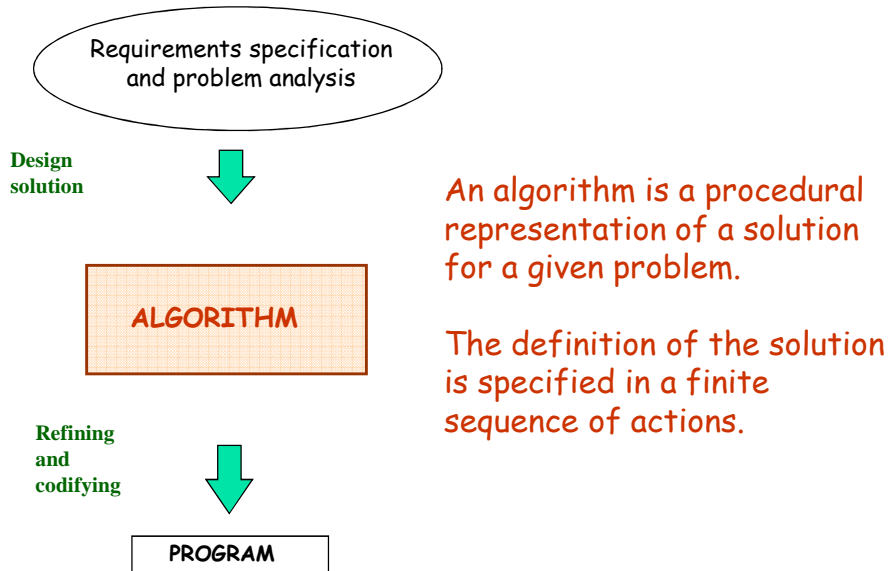 Requirements specification
and problem analysis
Design
solution
An algorithm is a procedural
representation of a solution
for a given problem.
ALGORITHM
The definition of the solution
is specified in a finite
sequence of actions.
Refining
and
codifying
PROGRAM